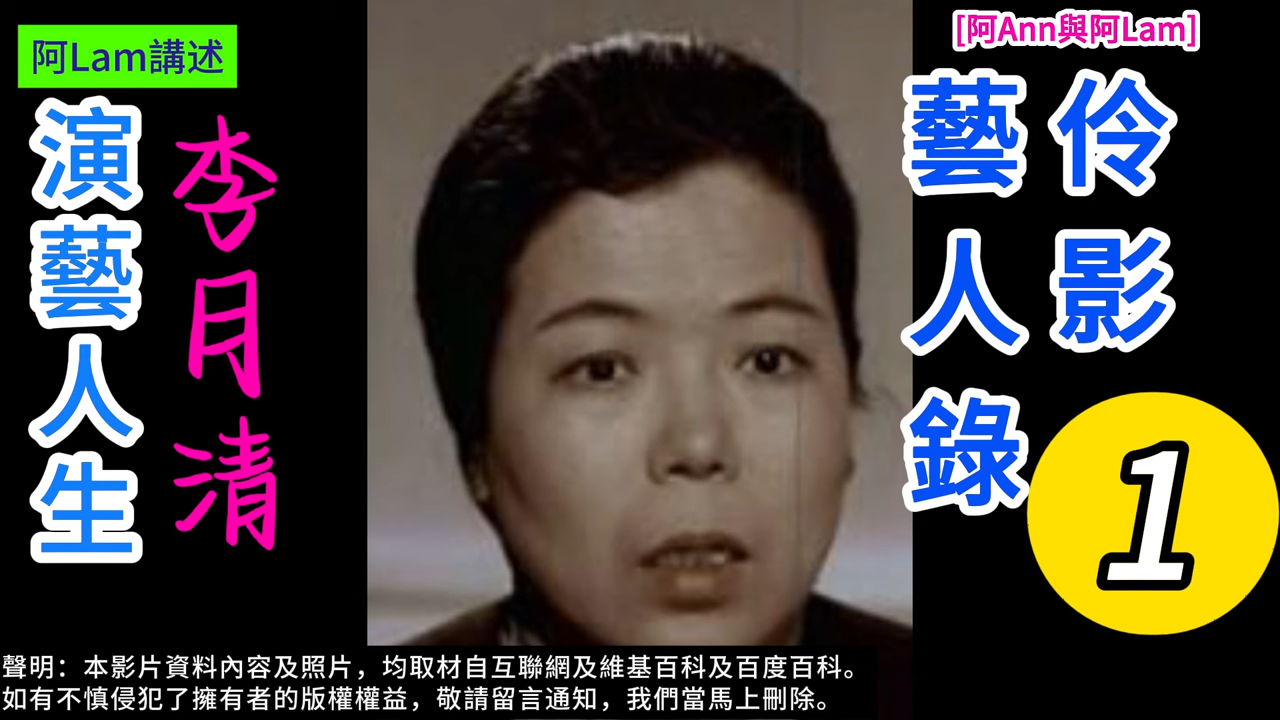 阿Lam講述
演藝人生
李月清
[阿Ann與阿Lam]
伶影
藝人錄
1
聲明：本影片資料內容及照片，均取材自互聯網及維基百科及百度百科。
如有不慎侵犯了擁有者的版權權益，敬請留言通知，我們當馬上刪除。